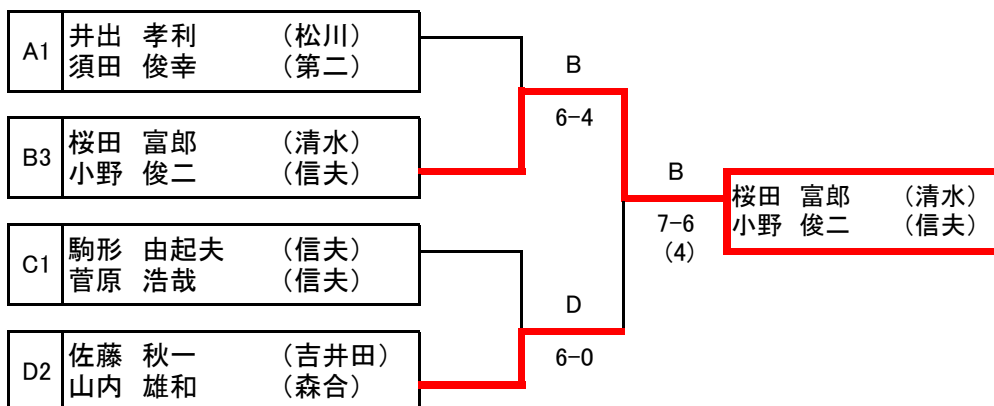 A1 井出 孝利 （松川）
須田 俊幸 （第二）
B
6-4
B3 桜田 富郎 （清水）
小野 俊二 （信夫）
B
7-6
(4)
桜田 富郎 （清水）
小野 俊二 （信夫）
C1 駒形 由起夫 （信夫）
菅原 浩哉 （信夫）
D
6-0
D2 佐藤 秋一 （吉井田）
山内 雄和 （森合）